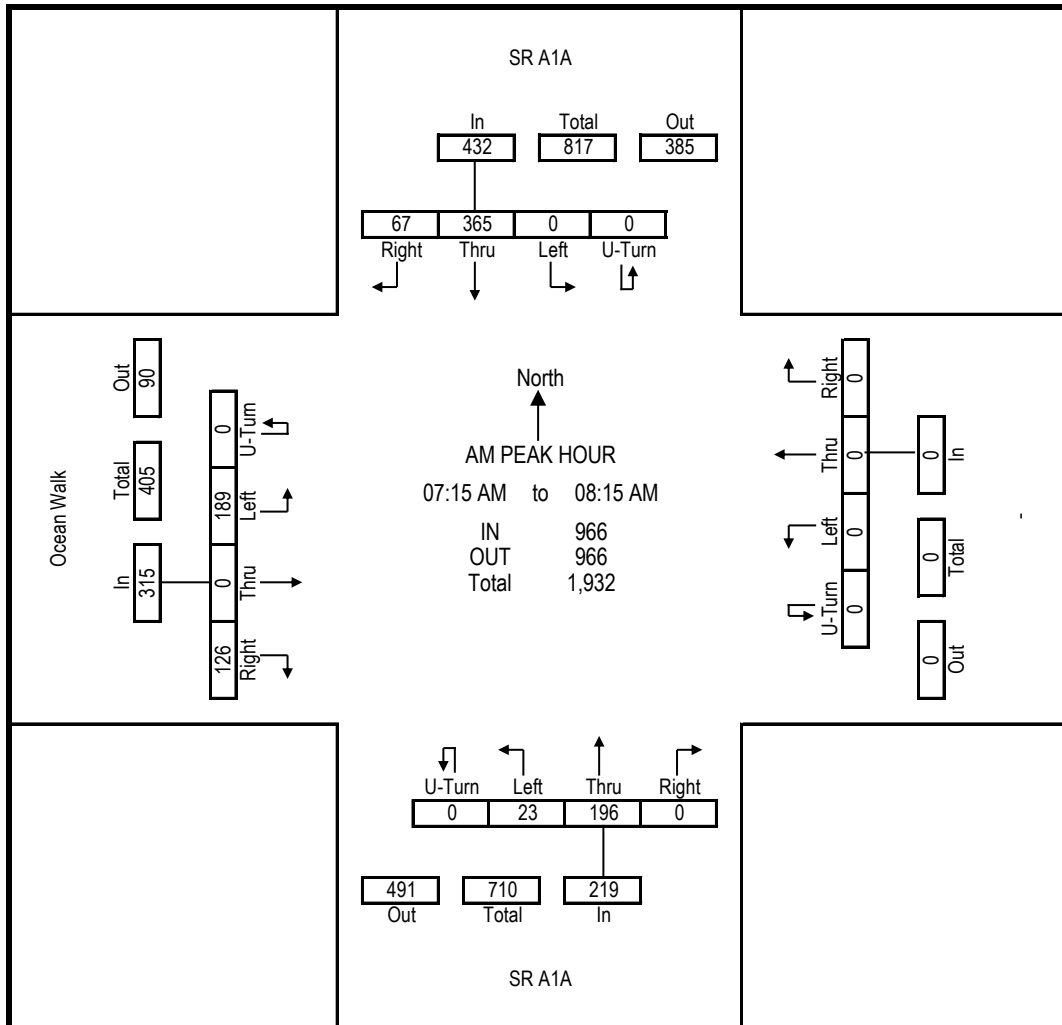 SR A1A
In Total Out
432 817 385
67 365 0 0
Right Thru Left U-Turn
Ocean Walk
Out 90
Total 405
In 315
0 U-Turn
189 Left
0 Thru
126 Right
North
AM PEAK HOUR
07:15 AM to 08:15 AM
IN 966
OUT 966
Total 1,932
Right 0
Thru 0
Left 0
U-Turn 0
0 In
0 Total
0 Out
-
U-Turn Left Thru Right
0 23 196 0
491 710 219
Out Total In
SR A1A